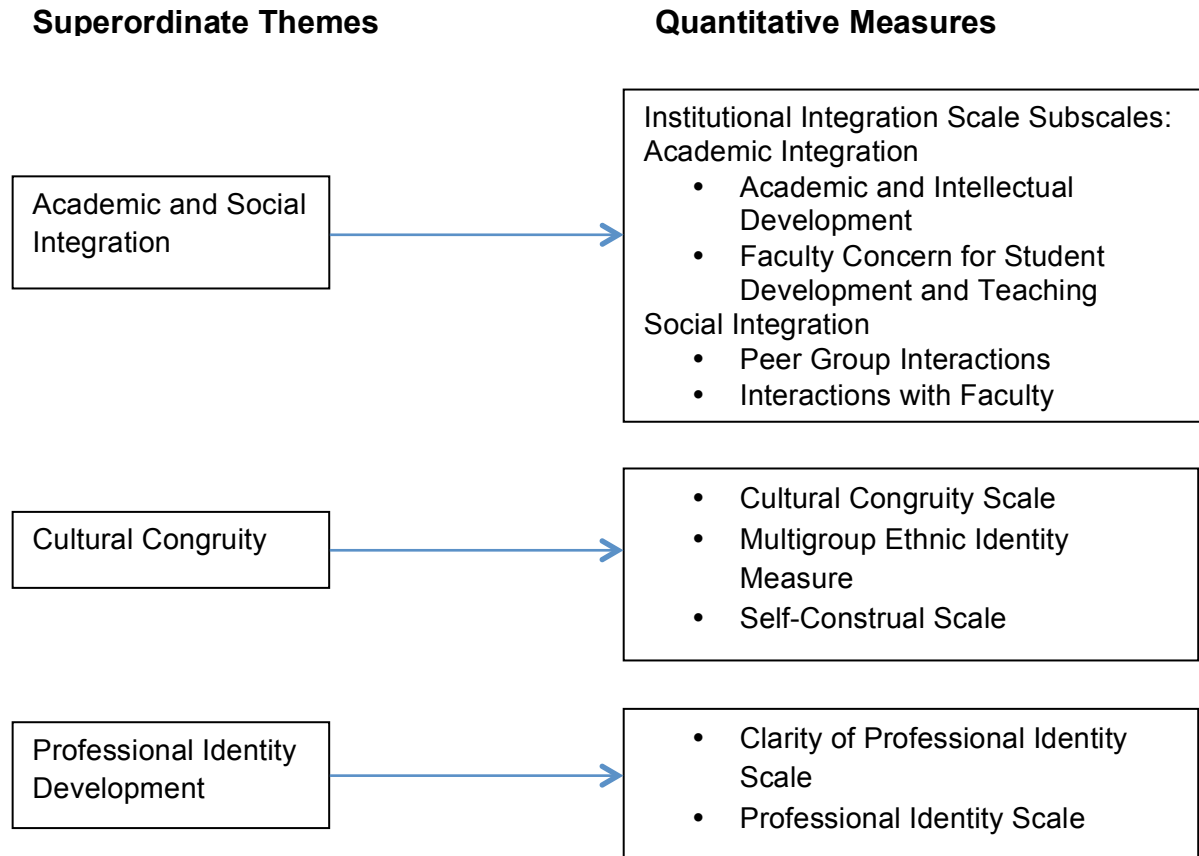 Superordinate Themes
Quantitative Measures
Academic and Social
Integration
Institutional Integration Scale Subscales:
Academic Integration
• Academic and Intellectual
Development
• Faculty Concern for Student
Development and Teaching
Social Integration
• Peer Group Interactions
• Interactions with Faculty
Cultural Congruity
• Cultural Congruity Scale
• Multigroup Ethnic Identity
Measure
• Self-Construal Scale
Professional Identity
Development
• Clarity of Professional Identity
Scale
• Professional Identity Scale